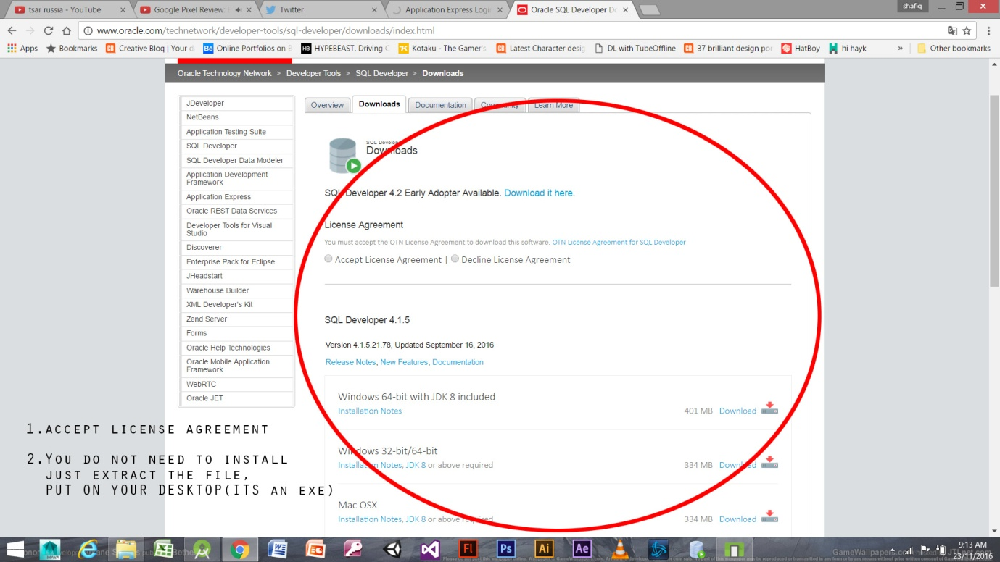 tsar russia - YouTube
Google Pixel Review:
Twitter
Application Express Logi
Oracle SQL Developer Do
shafiq
www.oracle.com/technetwork/developer-tools/sql-developer/downloads/index.html
Apps
Bookmarks
Creative Bloq | Your d
Online Portfolios on B
HYPEBEAST. Driving C
Kotaku - The Gamer's
Latest Character desig
DL with TubeOffline
37 brilliant design por
HatBoy
hi hayk
»
Other bookmarks
Oracle Technology Network > Developer Tools > SQL Developer > Downloads
JDeveloper
NetBeans
Application Testing Suite
SQL Developer
SQL Developer Data Modeler
Application Development
Framework
Application Express
Oracle REST Data Services
Developer Tools for Visual
Studio
Discoverer
Enterprise Pack for Eclipse
JHeadstart
Warehouse Builder
XML Developer's Kit
Zend Server
Forms
Oracle Help Technologies
Oracle Mobile Application
Framework
WebRTC
Oracle JET
Overview
Downloads
Documentation
Community
Learn More
SQL Developer
Downloads
SQL Developer 4.2 Early Adopter Available. Download it here.
License Agreement
You must accept the OTN License Agreement to download this software. OTN License Agreement for SQL Developer
Accept License Agreement | Decline License Agreement
SQL Developer 4.1.5
Version 4.1.5.21.78, Updated September 16, 2016
Release Notes, New Features, Documentation
Windows 64-bit with JDK 8 included
Installation Notes 401 MB Download
Windows 32-bit/64-bit
Installation Notes, JDK 8 or above required 334 MB Download
Mac OSX
Installation Notes, JDK 8 or above required 334 MB Download
1.ACCEPT LICENSE AGREEMENT
2.YOU DO NOT NEED TO INSTALL
JUST EXTRACT THE FILE,
PUT ON YOUR DESKTOP(ITS AN EXE)
MAYA
Fl
Ps
Ai
Ae
GameWallpapers.com
9:13 AM
23/11/2016